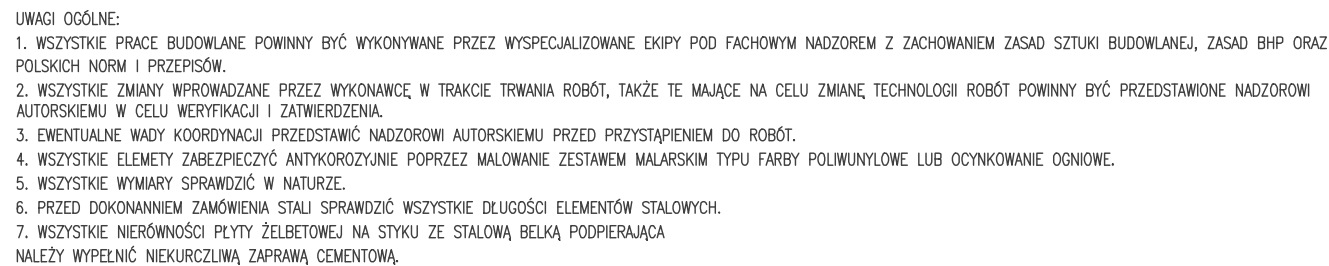 UWAGI OGÓLNE:
1. WSZYSTKIE PRACE BUDOWLANE POWINNY BYĆ WYKONYWANE PRZEZ WYSPECJALIZOWANE EKIPY POD FACHOWYM NADZOREM Z ZACHOWANIEM ZASAD SZTUKI BUDOWLANEJ, ZASAD BHP ORAZ
POLSKICH NORM I PRZEPISÓW.
2. WSZYSTKIE ZMIANY WPROWADZANE PRZEZ WYKONAWCĘ W TRAKCIE TRWANIA ROBÓT, TAKŻE TE MAJĄCE NA CELU ZMIANĘ TECHNOLOGII ROBÓT POWINNY BYĆ PRZEDSTAWIONE NADZOROWI
AUTORSKIEMU W CELU WERYFIKACJI I ZATWIERDZENIA.
3. EWENTUALNE WADY KOORDYNACJI PRZEDSTAWIĆ NADZOROWI AUTORSKIEMU PRZED PRZYSTĄPIENIEM DO ROBÓT.
4. WSZYSTKIE ELEMETY ZABEZPIECZYĆ ANTYKOROZYJNIE POPRZEZ MALOWANIE ZESTAWEM MALARSKIM TYPU FARBY POLIWUNYLOWE LUB OCYNKOWANIE OGNIOWE.
5. WSZYSTKIE WYMIARY SPRAWDZIĆ W NATURZE.
6. PRZED DOKONANNIEM ZAMÓWIENIA STALI SPRAWDZIĆ WSZYSTKIE DŁUGOŚCI ELEMENTÓW STALOWYCH.
7. WSZYSTKIE NIERÓWNOŚCI PŁYTY ŻELBETOWEJ NA STYKU ZE STALOWĄ BELKĄ PODPIERAJĄCA
NALEŻY WYPEŁNIĆ NIEKURCZLIWĄ ZAPRAWĄ CEMENTOWĄ.